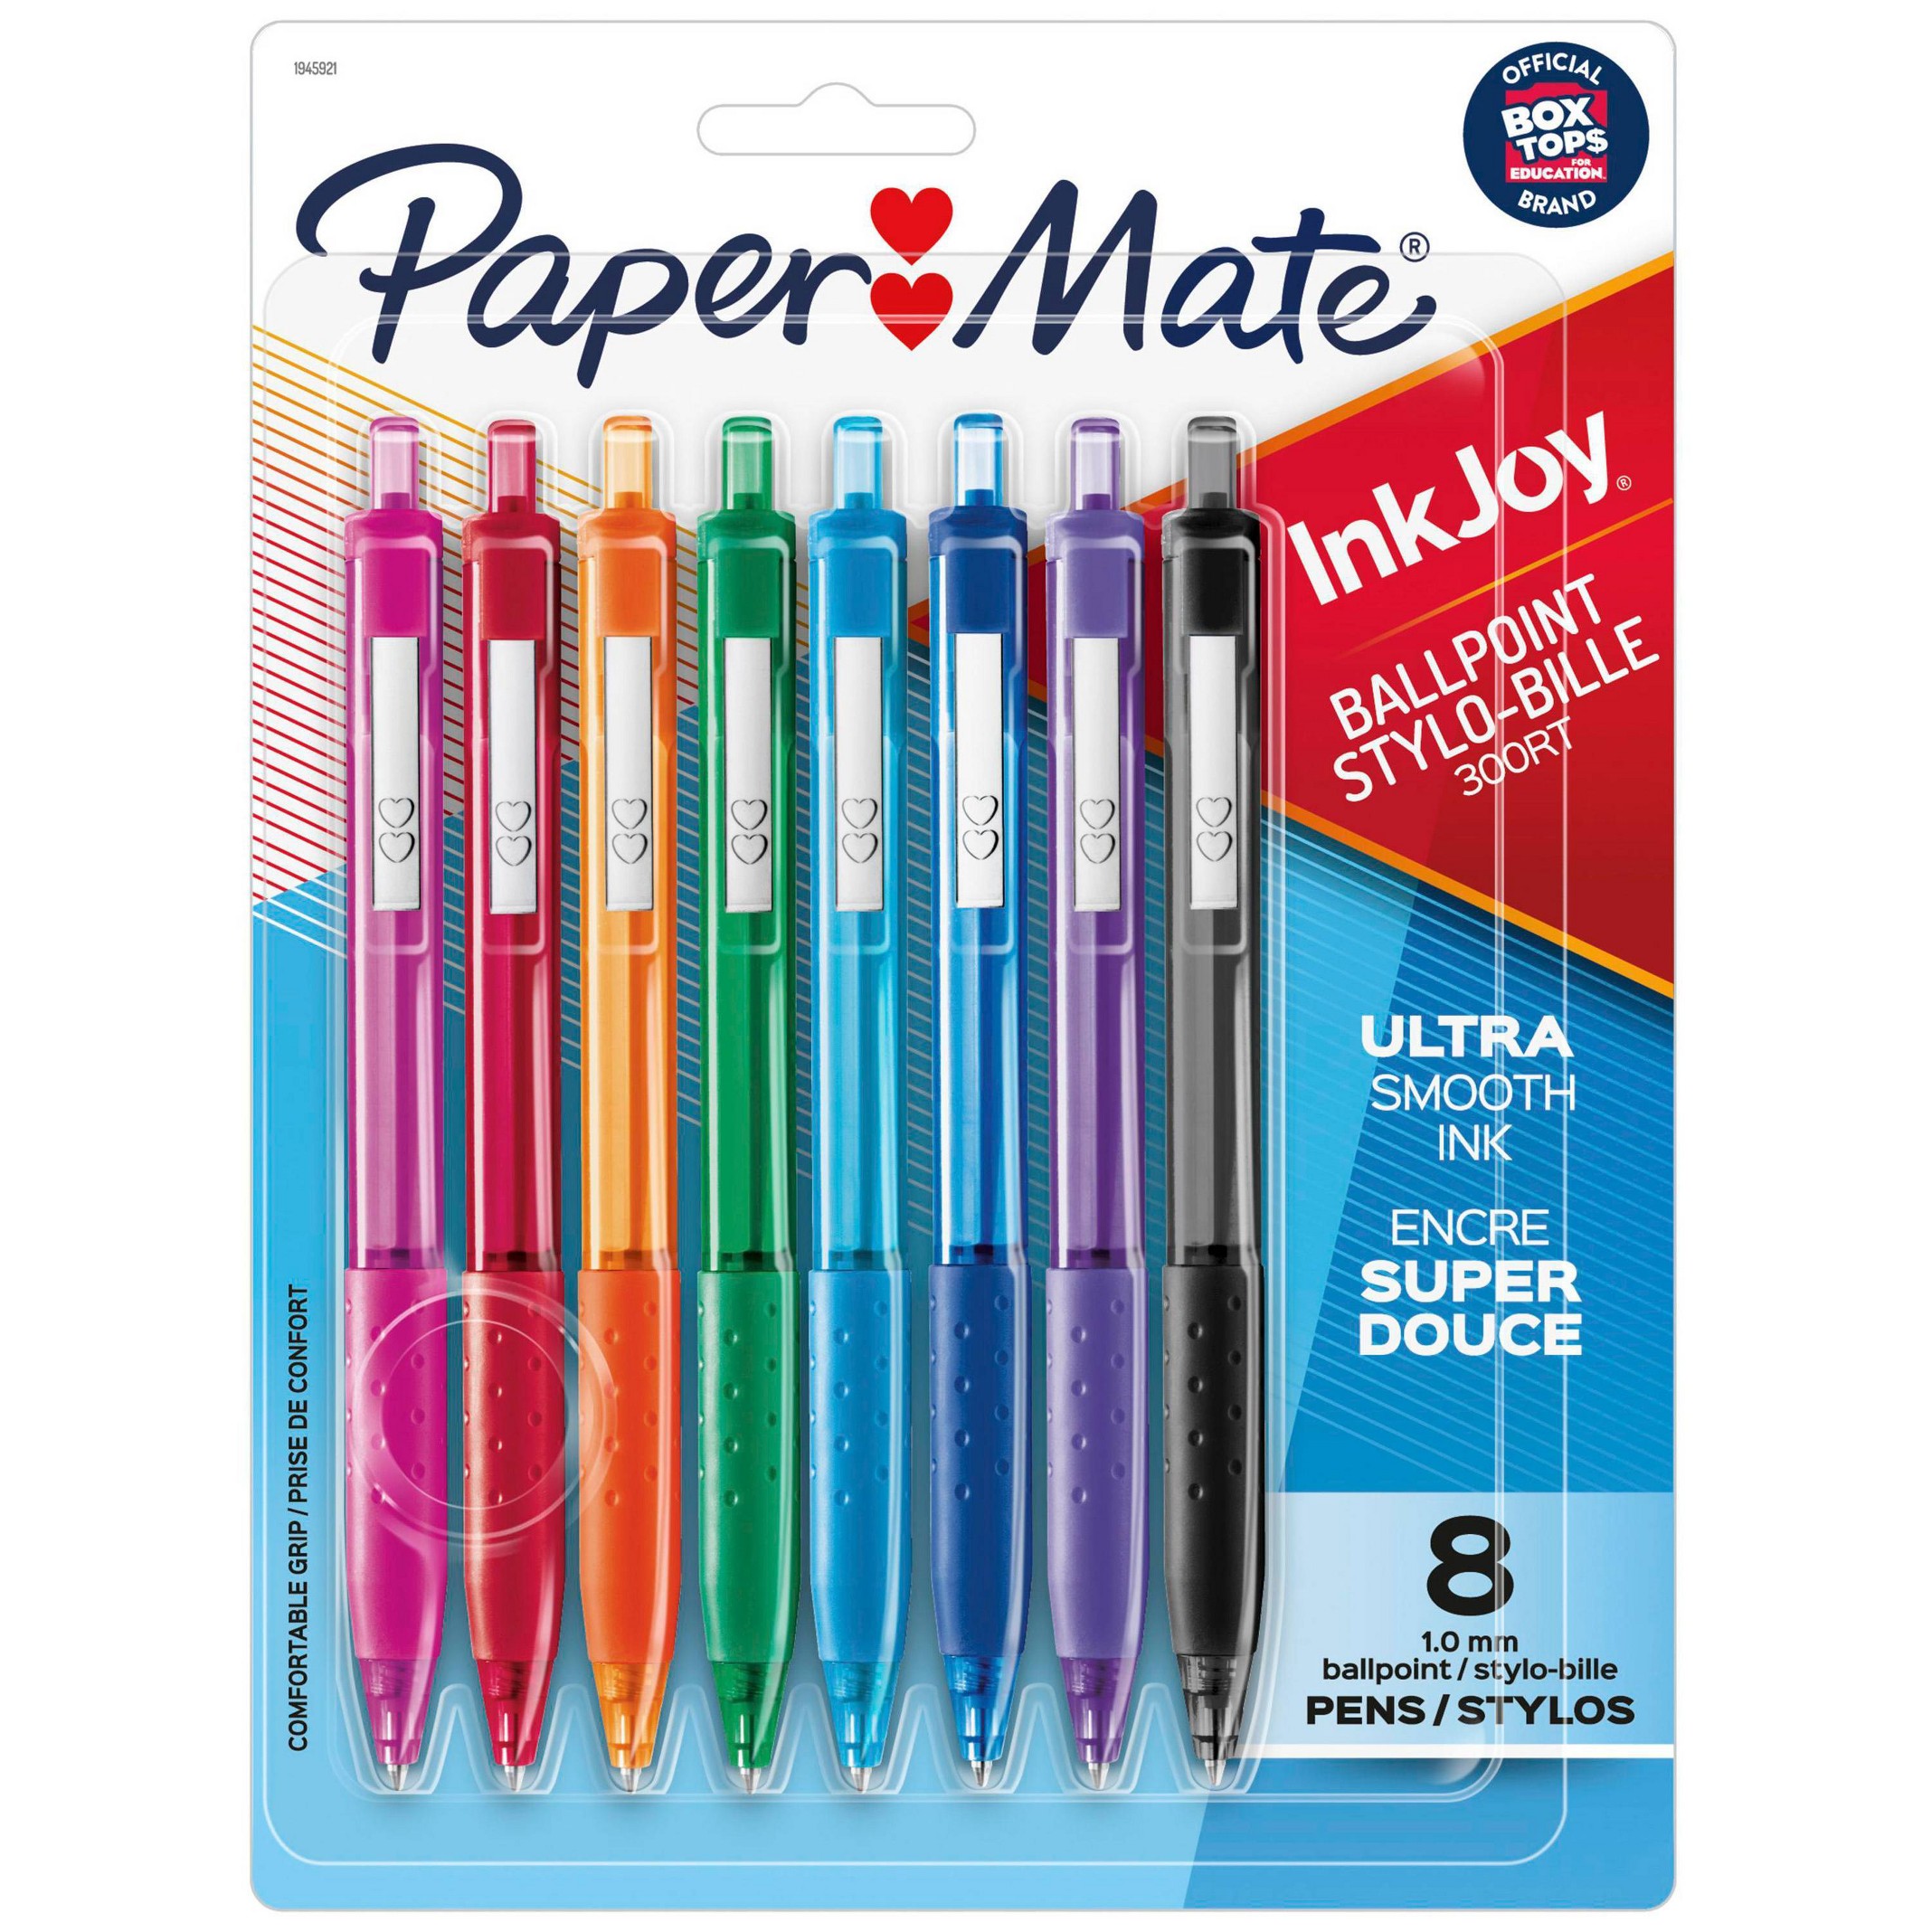 1945921
OFFICIAL
BOX
TOP$
FOR
EDUCATION.
BRAND
Paper Mate®
InkJoy®
BALLPOINT
STYLO-BILLE
300RT
ULTRA
SMOOTH
INK
ENCRE
SUPER
DOUCE
COMFORTABLE GRIP / PRISE DE CONFORT
8
1.0 mm
ballpoint / stylo-bille
PENS / STYLOS